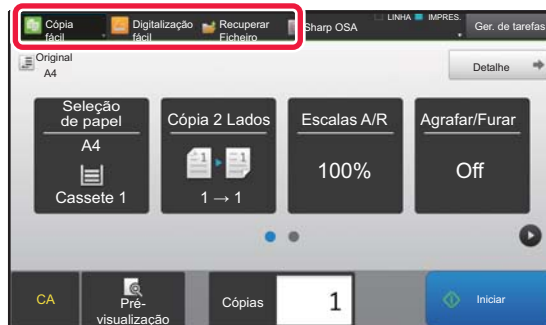 Cópia
fácil
Digitalização
fácil
Recuperar
Ficheiro
Sharp OSA
LINHA
IMPRES.
Ger. de tarefas
Original
A4
Detalhe
Seleção
de papel
A4
Cassete 1
Cópia 2 Lados
1 → 1
Escalas A/R
100%
Agrafar/Furar
Off
CA
Pré-
visualização
Cópias
1
Iniciar